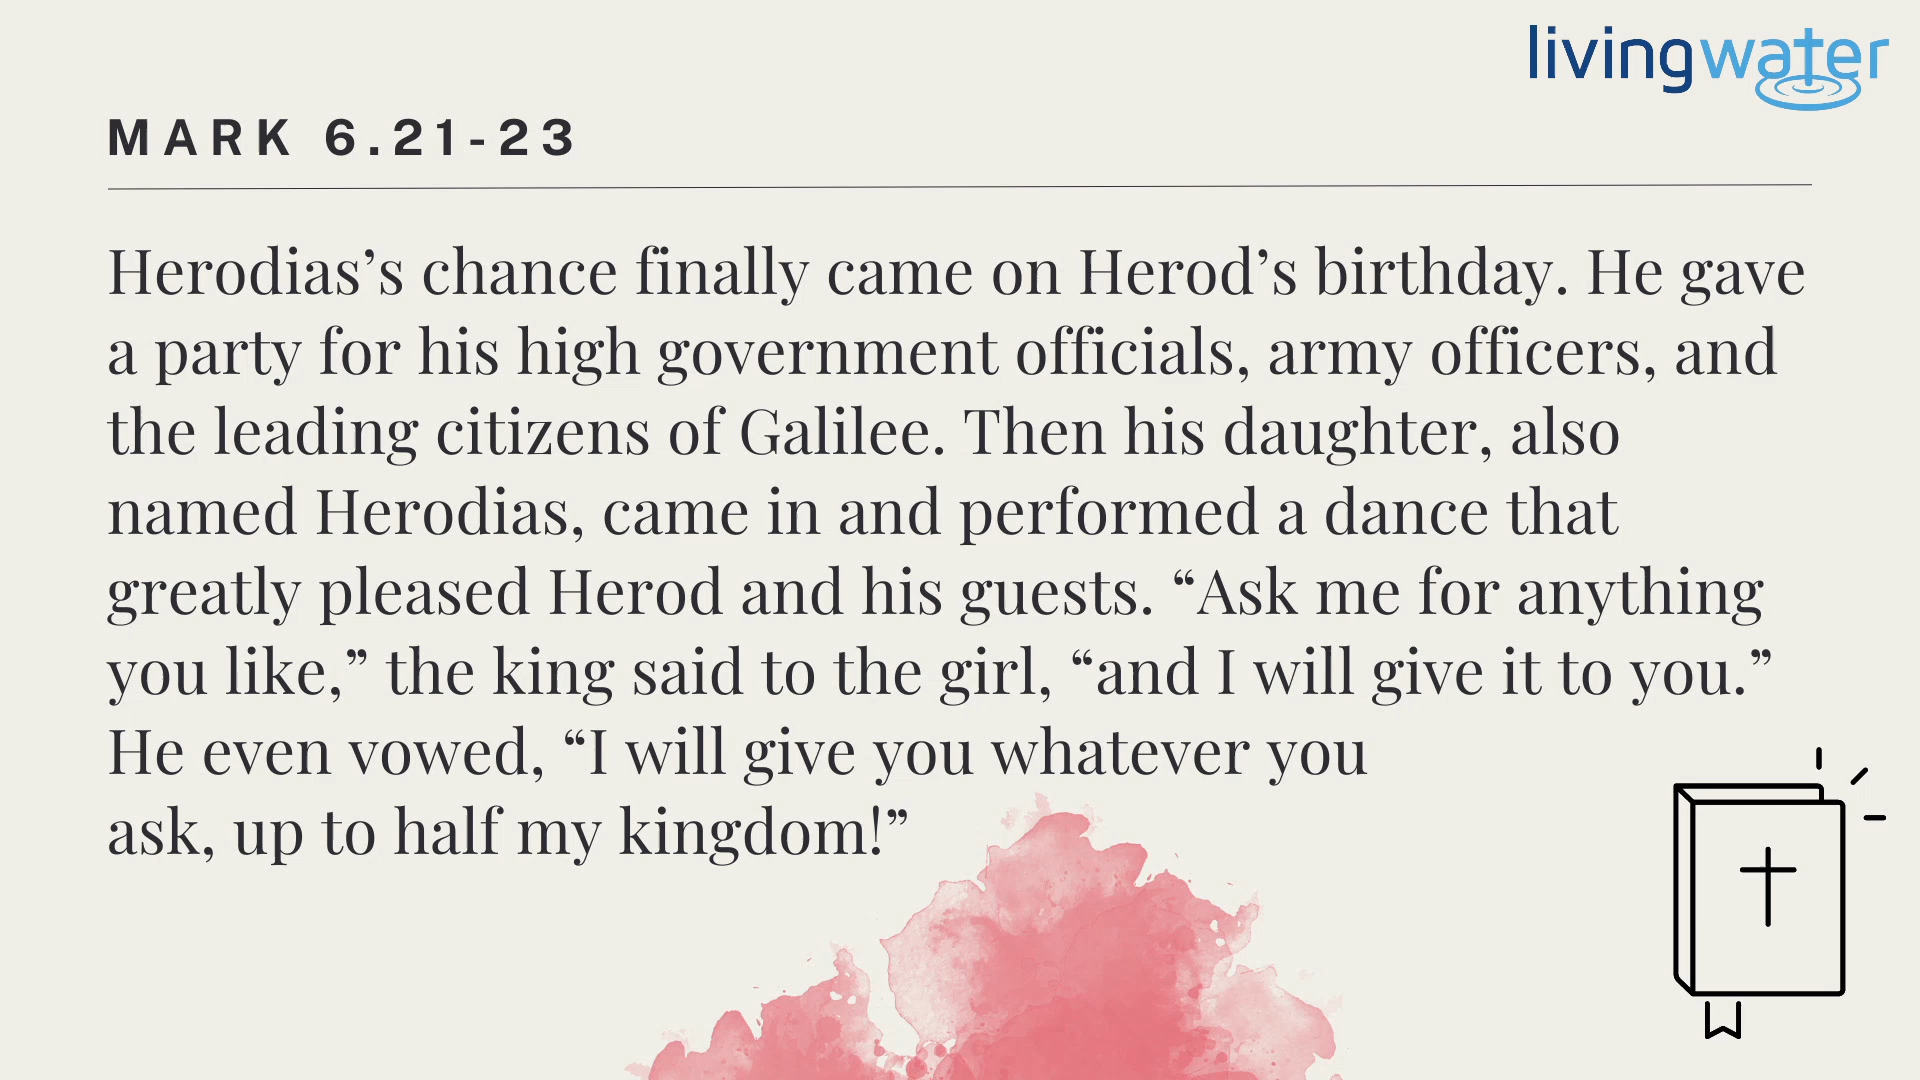 livingwater
MARK 6.21-23
Herodias’s chance finally came on Herod’s birthday. He gave
a party for his high government officials, army officers, and
the leading citizens of Galilee. Then his daughter, also
named Herodias, came in and performed a dance that
greatly pleased Herod and his guests. “Ask me for anything
you like,” the king said to the girl, “and I will give it to you.”
He even vowed, “I will give you whatever you
ask, up to half my kingdom!”